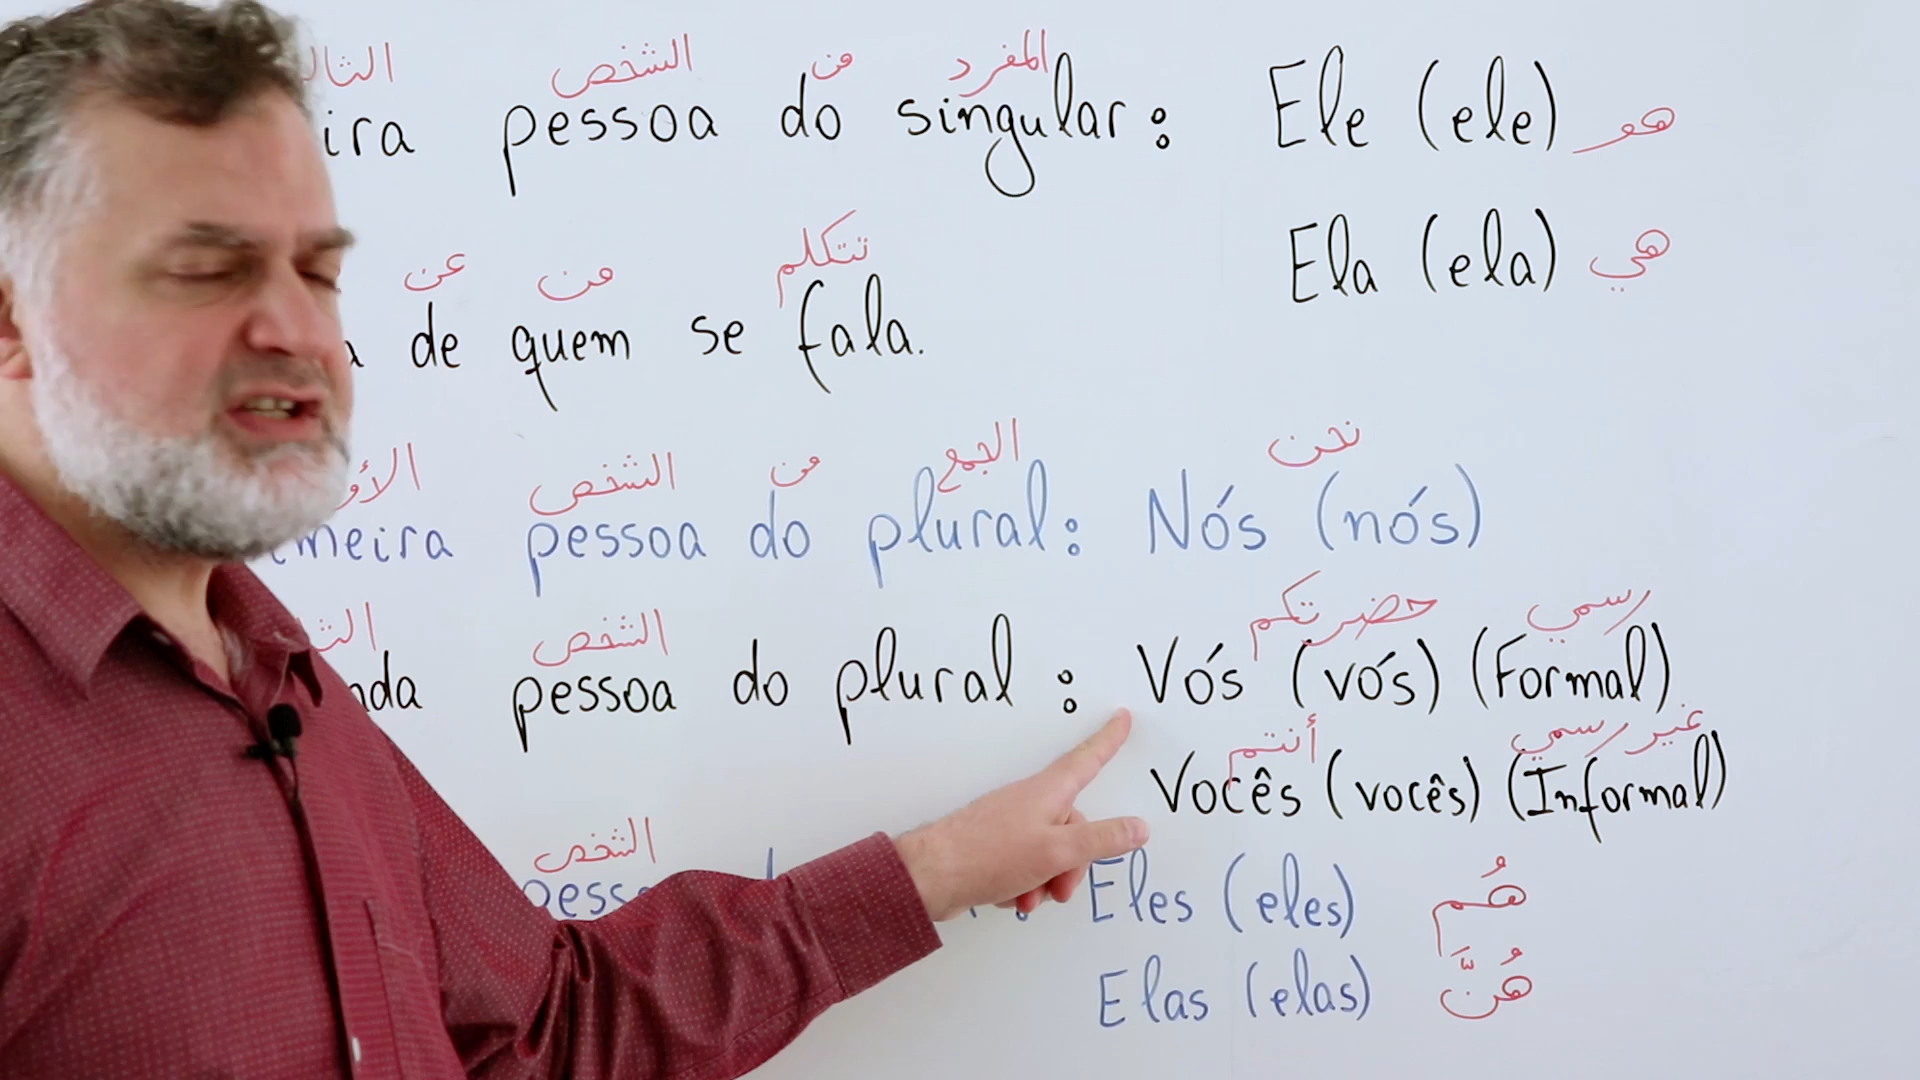 الشخص من المفرد
pessoa do singular: Ele (ele) هو
Ela (ela) هي
عن من تتكلم
de quem se fala.
الشخص من الجمع نحن
pessoa do plural: Nós (nós)
الشخص حضرتكم رسمي
pessoa do plural: Vós (vós) (Formal)
أنتم غير رسمي
Vocês (vocês) (Informal)
الشخص
Eles (eles) هُم
Elas (elas) هُنَّ